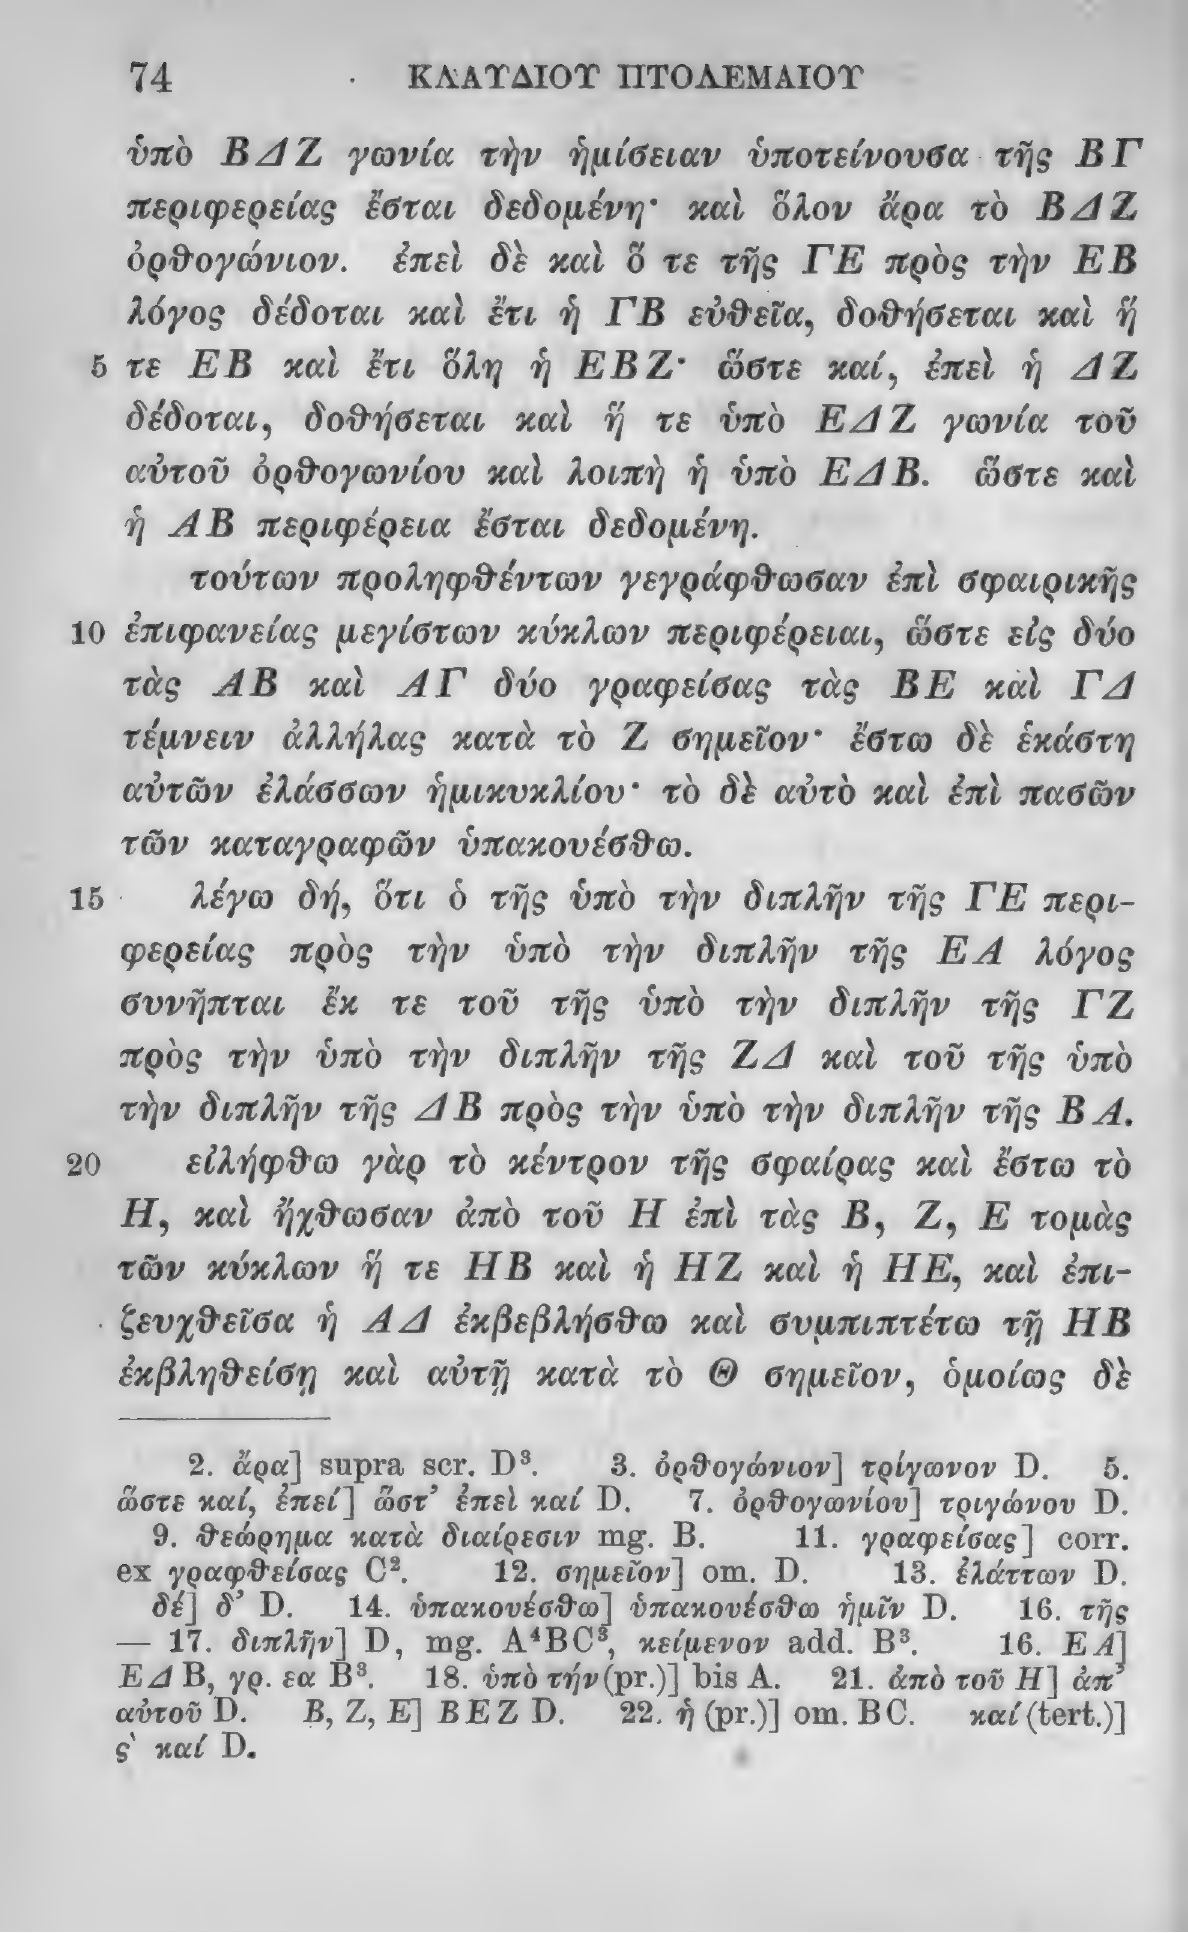 74 ΚΛΑΥΔΙΟΥ ΠΤΟΛΕΜΑΙΟΥ
ὑπὸ ΒΔΖ γωνία τὴν ἡμίσειαν ὑποτείνουσα τῆς ΒΓ
περιφερείας ἔσται δεδομένη· καὶ ὅλον ἄρα τὸ ΒΔΖ
ὀρθογώνιον. ἐπεὶ δὲ καὶ ὅ τε τῆς ΓΕ πρὸς τὴν ΕΒ
λόγος δέδοται καὶ ἔτι ἡ ΓΒ εὐθεῖα, δοθήσεται καὶ ἥ
5 τε ΕΒ καὶ ἔτι ὅλη ἡ ΕΒΖ· ὥστε καί, ἐπεὶ ἡ ΔΖ
δέδοται, δοθήσεται καὶ ἥ τε ὑπὸ ΕΔΖ γωνία τοῦ
αὐτοῦ ὀρθογωνίου καὶ λοιπὴ ἡ ὑπὸ ΕΔΒ. ὥστε καὶ
ἡ ΑΒ περιφέρεια ἔσται δεδομένη.
τούτων προληφθέντων γεγράφθωσαν ἐπὶ σφαιρικῆς
10 ἐπιφανείας μεγίστων κύκλων περιφέρειαι, ὥστε εἰς δύο
τὰς ΑΒ καὶ ΑΓ δύο γραφείσας τὰς ΒΕ καὶ ΓΔ
τέμνειν ἀλλήλας κατὰ τὸ Ζ σημεῖον· ἔστω δὲ ἑκάστη
αὐτῶν ἐλάσσων ἡμικυκλίου· τὸ δὲ αὐτὸ καὶ ἐπὶ πασῶν
τῶν καταγραφῶν ὑπακουέσθω.
15 λέγω δή, ὅτι ὁ τῆς ὑπὸ τὴν διπλῆν τῆς ΓΕ περι-
φερείας πρὸς τὴν ὑπὸ τὴν διπλῆν τῆς ΕΑ λόγος
συνῆπται ἔκ τε τοῦ τῆς ὑπὸ τὴν διπλῆν τῆς ΓΖ
πρὸς τὴν ὑπὸ τὴν διπλῆν τῆς ΖΔ καὶ τοῦ τῆς ὑπὸ
τὴν διπλῆν τῆς ΔΒ πρὸς τὴν ὑπὸ τὴν διπλῆν τῆς ΒΑ.
20 εἰλήφθω γὰρ τὸ κέντρον τῆς σφαίρας καὶ ἔστω τὸ
Η, καὶ ἤχθωσαν ἀπὸ τοῦ Η ἐπὶ τὰς Β, Ζ, Ε τομὰς
τῶν κύκλων ἥ τε ΗΒ καὶ ἡ ΗΖ καὶ ἡ ΗΕ, καὶ ἐπι-
ζευχθεῖσα ἡ ΑΔ ἐκβεβλήσθω καὶ συμπιπτέτω τῇ ΗΒ
ἐκβληθείσῃ καὶ αὐτῇ κατὰ τὸ Θ σημεῖον, ὁμοίως δὲ
2. ἄρα] supra scr. D³. 3. ὀρθογώνιον] τρίγωνον D. 5.
ὥστε καί, ἐπεί] ὥστ’ ἐπεὶ καί D. 7. ὀρθογωνίου] τριγώνου D.
9. θεώρημα κατὰ διαίρεσιν mg. B. 11. γραφείσας] corr.
ex γραφθείσας C². 12. σημεῖον] om. D. 13. ἐλάττων D.
δέ] δ’ D. 14. ὑπακουέσθω] ὑπακουέσθω ἡμῖν D. 16. τῆς
— 17. διπλῆν] D, mg. A⁴BC³, κείμενον add. B³. 16. ΕΑ]
ΕΔ B, γρ. εα B³. 18. ὑπὸ τήν (pr.)] bis A. 21. ἀπὸ τοῦ Η] ἀπ’
αὐτοῦ D. Β, Ζ, Ε] ΒΕΖ D. 22. ἡ (pr.)] om. BC. καί (tert.)]
ϛ` καί D.